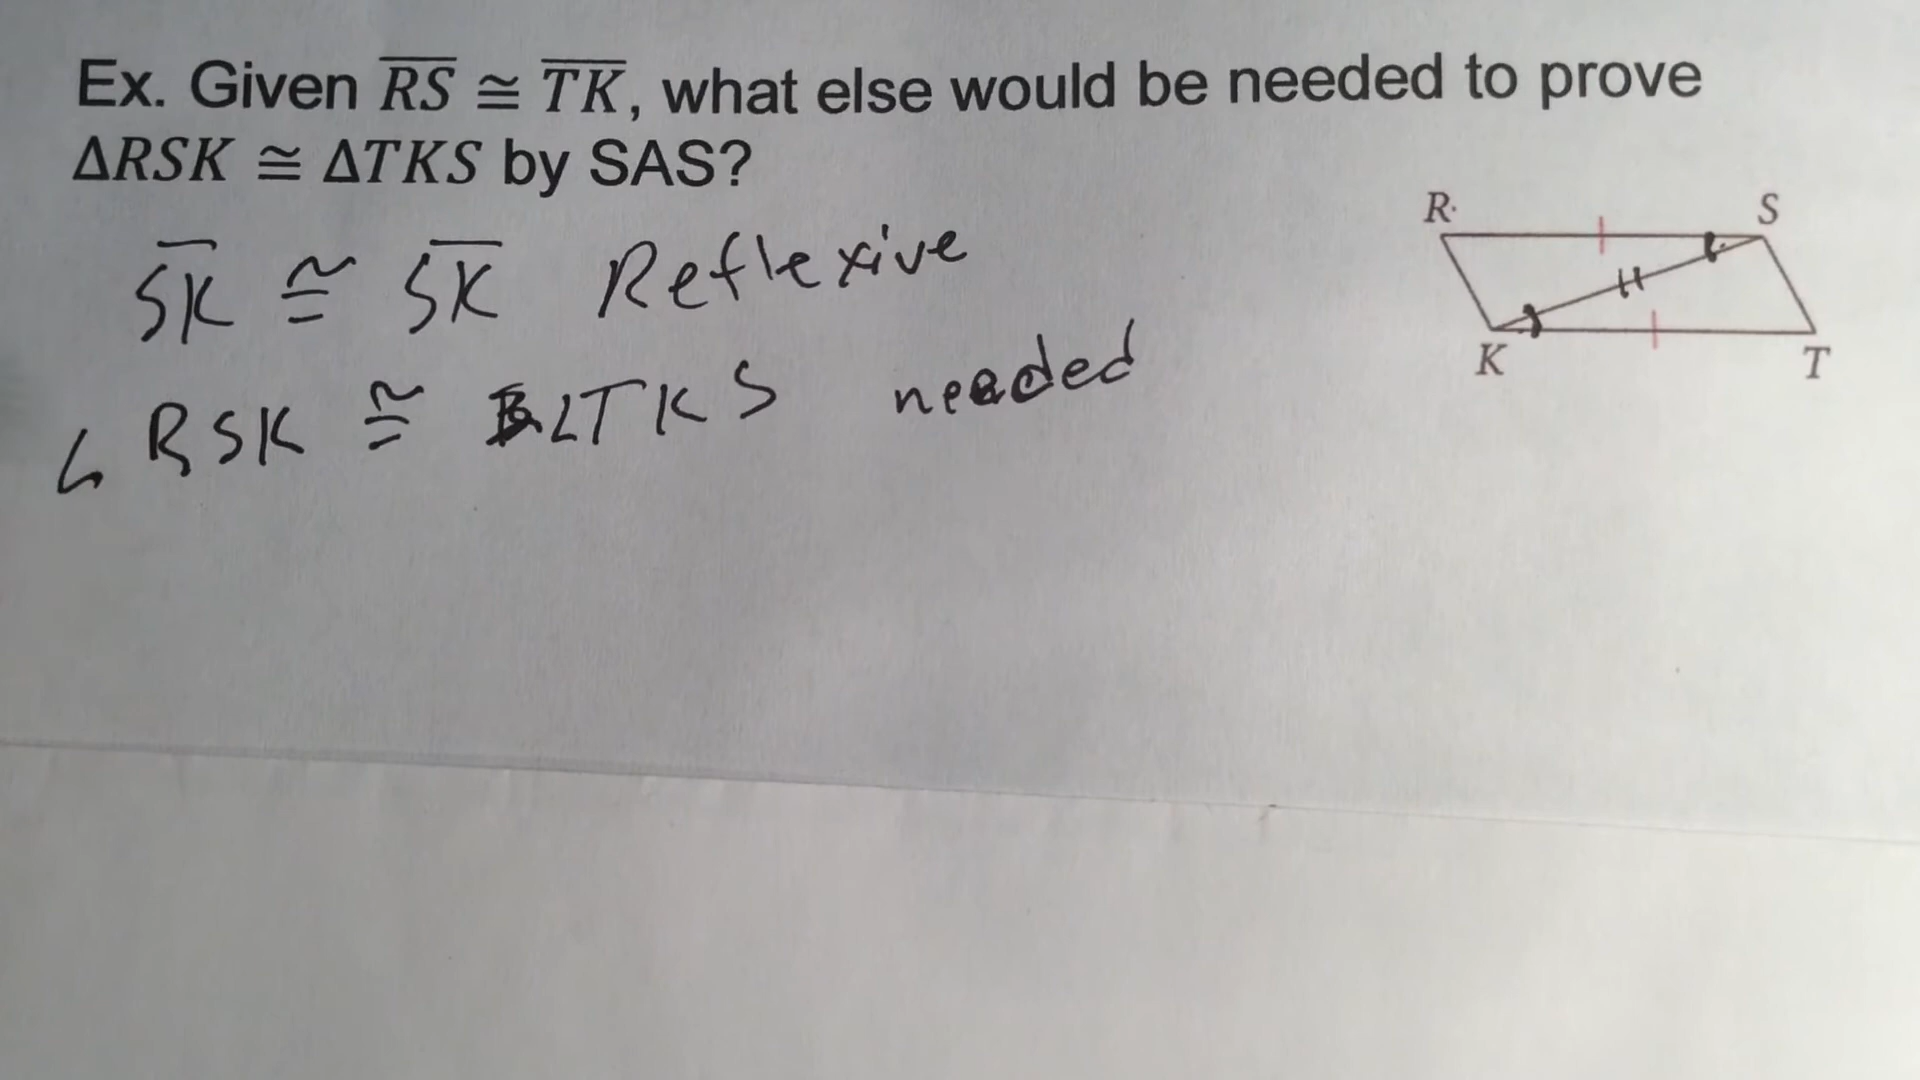 Ex. Given RS ≅ TK, what else would be needed to prove
ΔRSK ≅ ΔTKS by SAS?
SK ≅ SK Reflexive
∠RSK ≅ ∠TKS needed
R S
K T